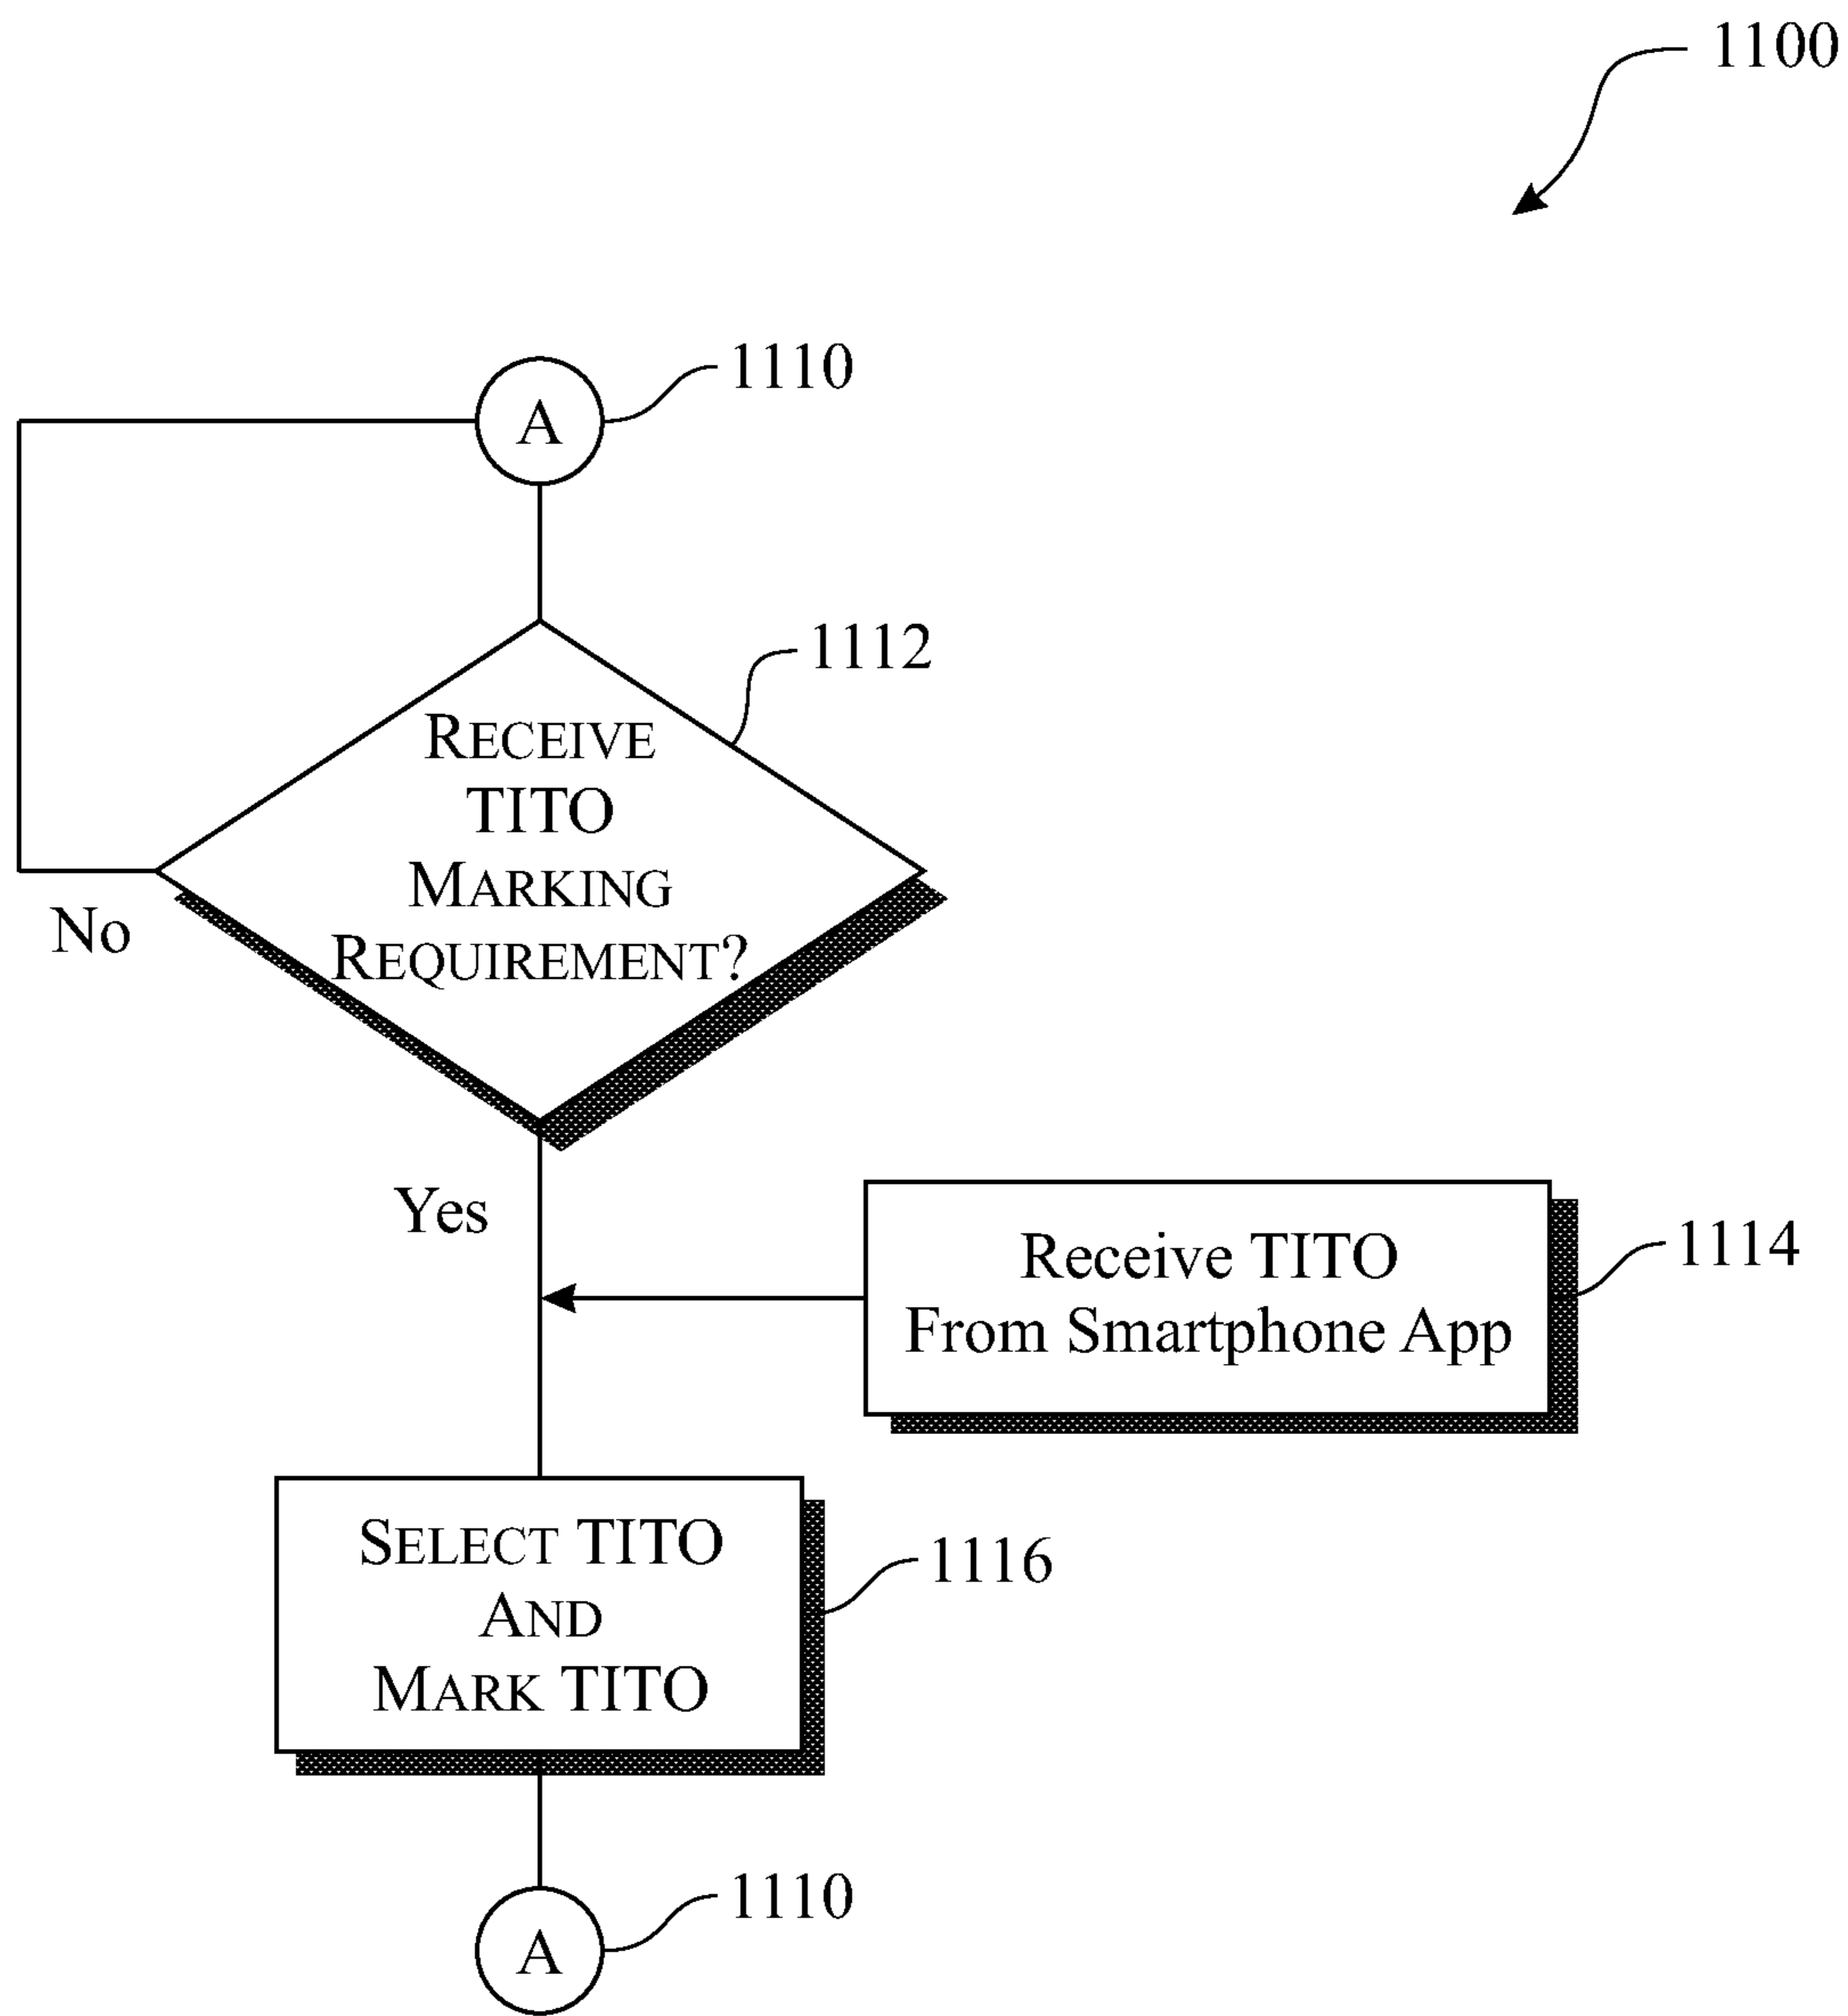 1100
A
1110
1112
RECEIVE
TITO
MARKING
REQUIREMENT?
No
Yes
Receive TITO
From Smartphone App
1114
SELECT TITO
AND
MARK TITO
1116
A
1110